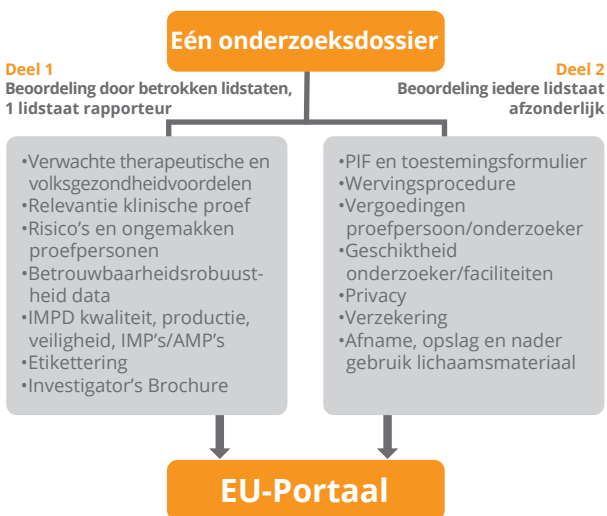 Eén onderzoeksdossier
Deel 1
Beoordeling door betrokken lidstaten,
1 lidstaat rapporteur
Deel 2
Beoordeling iedere lidstaat
afzonderlijk
•Verwachte therapeutische en
volksgezondheidvoordelen
•Relevantie klinische proef
•Risico's en ongemakken
proefpersonen
•Betrouwbaarheidsrobuust-
heid data
•IMPD kwaliteit, productie,
veiligheid, IMP's/AMP's
•Etikettering
•Investigator's Brochure
•PIF en toestemingsformulier
•Wervingsprocedure
•Vergoedingen
proefpersoon/onderzoeker
•Geschiktheid
onderzoeker/faciliteiten
•Privacy
•Verzekering
•Afname, opslag en nader
gebruik lichaamsmateriaal
EU-Portaal